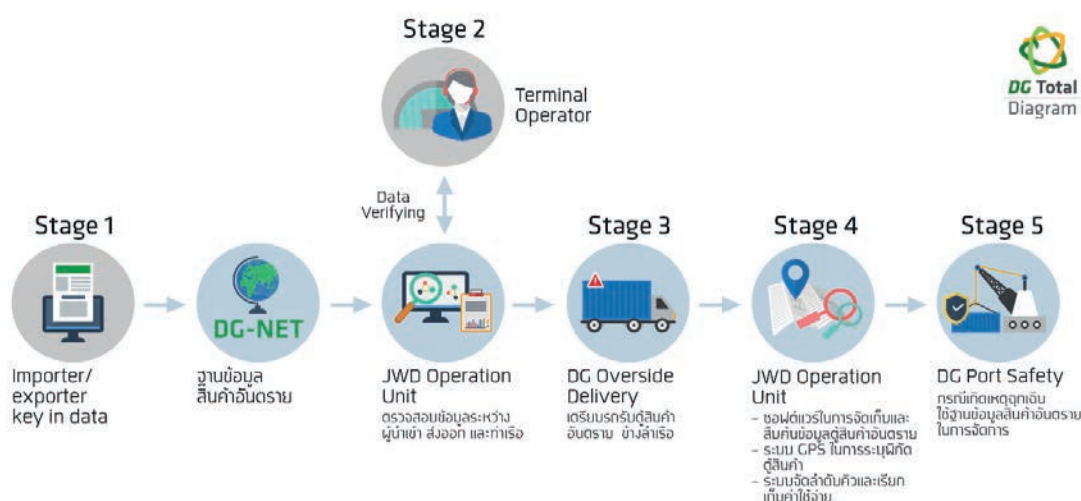 Stage 2
DG Total
Diagram
Terminal
Operator
Data
Verifying
Stage 1
Stage 3
Stage 4
Stage 5
DG-NET
Importer/
exporter
key in data
ฐานข้อมูล
สินค้าอันตราย
JWD Operation
Unit
ตรวจสอบข้อมูลระหว่าง
ผู้นำเข้า ส่งออก และท่าเรือ
DG Overside
Delivery
เตรียมรถรับตู้สินค้า
อันตราย ข้างลำเรือ
JWD Operation
Unit
- ซอฟต์แวร์ในการจัดเก็บและ
สืบค้นข้อมูลตู้สินค้าอันตราย
- ระบบ GPS ในการระบุพิกัด
ตู้สินค้า
- ระบบจัดลำดับคิวและเรียก
เก็บค่าใช้จ่าย
DG Port Safety
กรณีเกิดเหตุฉุกเฉิน
ใช้ฐานข้อมูลสินค้าอันตราย
ในการจัดการ